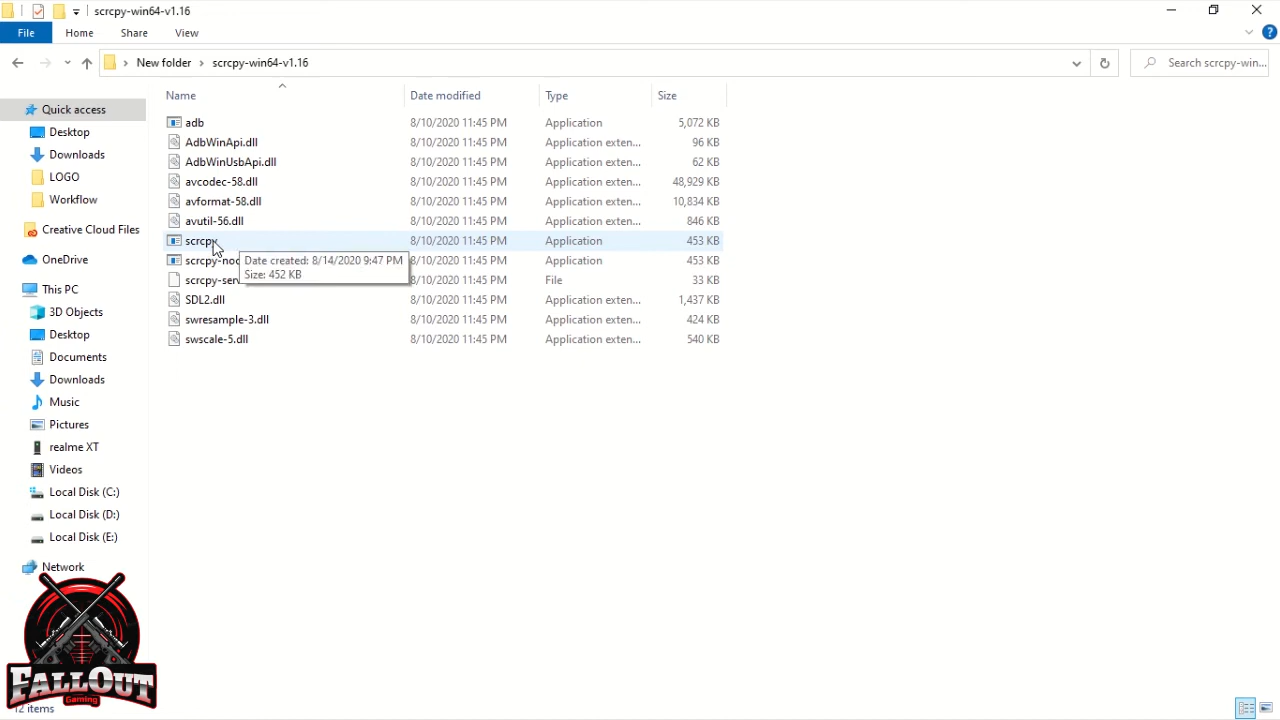 scrcpy-win64-v1.16
File Home Share View
New folder scrcpy-win64-v1.16 Search scrcpy-win...
Name Date modified Type Size
adb 8/10/2020 11:45 PM Application 5,072 KB
AdbWinApi.dll 8/10/2020 11:45 PM Application exten... 96 KB
AdbWinUsbApi.dll 8/10/2020 11:45 PM Application exten... 62 KB
avcodec-58.dll 8/10/2020 11:45 PM Application exten... 48,929 KB
avformat-58.dll 8/10/2020 11:45 PM Application exten... 10,834 KB
avutil-56.dll 8/10/2020 11:45 PM Application exten... 846 KB
scrcpy 8/10/2020 11:45 PM Application 453 KB
scrcpy-noc 8/10/2020 11:45 PM Application 453 KB
scrcpy-serv 8/10/2020 11:45 PM File 33 KB
SDL2.dll 8/10/2020 11:45 PM Application exten... 1,437 KB
swresample-3.dll 8/10/2020 11:45 PM Application exten... 424 KB
swscale-5.dll 8/10/2020 11:45 PM Application exten... 540 KB
Date created: 8/14/2020 9:47 PM
Size: 452 KB
Quick access
Desktop
Downloads
LOGO
Workflow
Creative Cloud Files
OneDrive
This PC
3D Objects
Desktop
Documents
Downloads
Music
Pictures
realme XT
Videos
Local Disk (C:)
Local Disk (D:)
Local Disk (E:)
Network
FALLOUT
Gaming
12 items